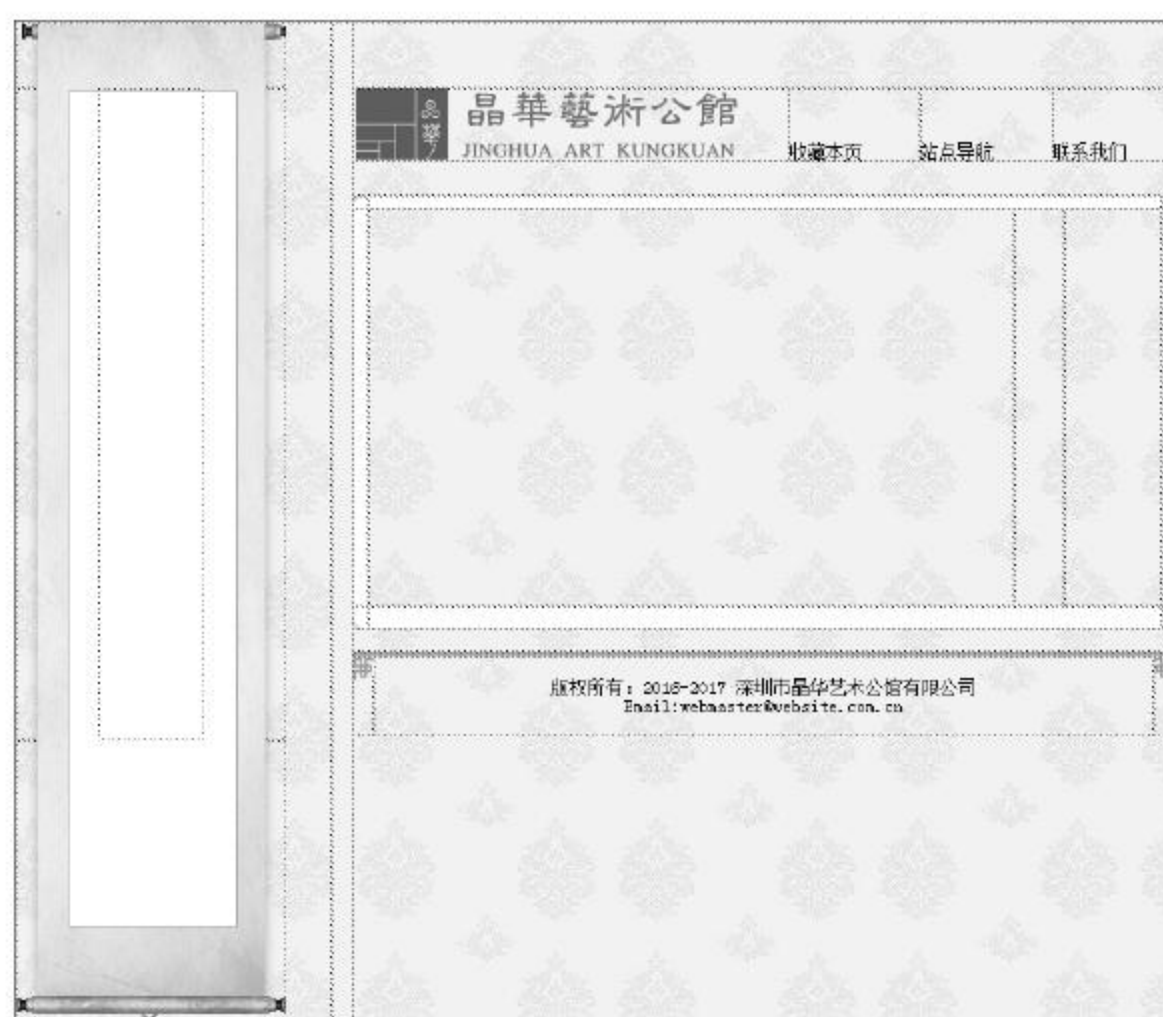 晶華
晶華藝術公館
JINGHUA ART KUNGKUAN
收藏本页 站点导航 联系我们
版权所有：2016-2017 深圳市晶华艺术公馆有限公司
Email:webmaster@website.com.cn